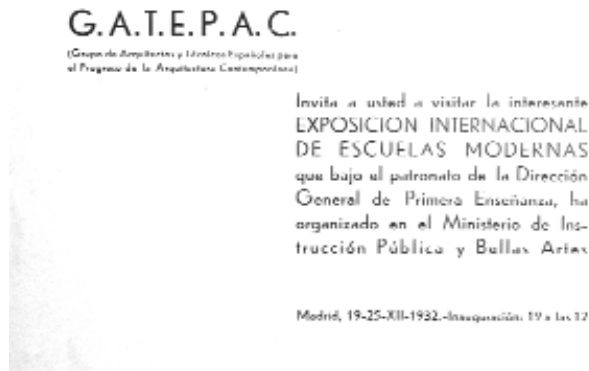 G.A.T.E.P.A.C.
(Grupo de Arquitectos y Técnicos Españoles para
el Progreso de la Arquitectura Contemporánea)
Invita a usted a visitar la interesante
EXPOSICION INTERNACIONAL
DE ESCUELAS MODERNAS
que bajo el patronato de la Dirección
General de Primera Enseñanza, ha
organizado en el Ministerio de Ins-
trucción Pública y Bellas Artes
Madrid, 19-25-XII-1932.-Inauguración: 19 a las 12